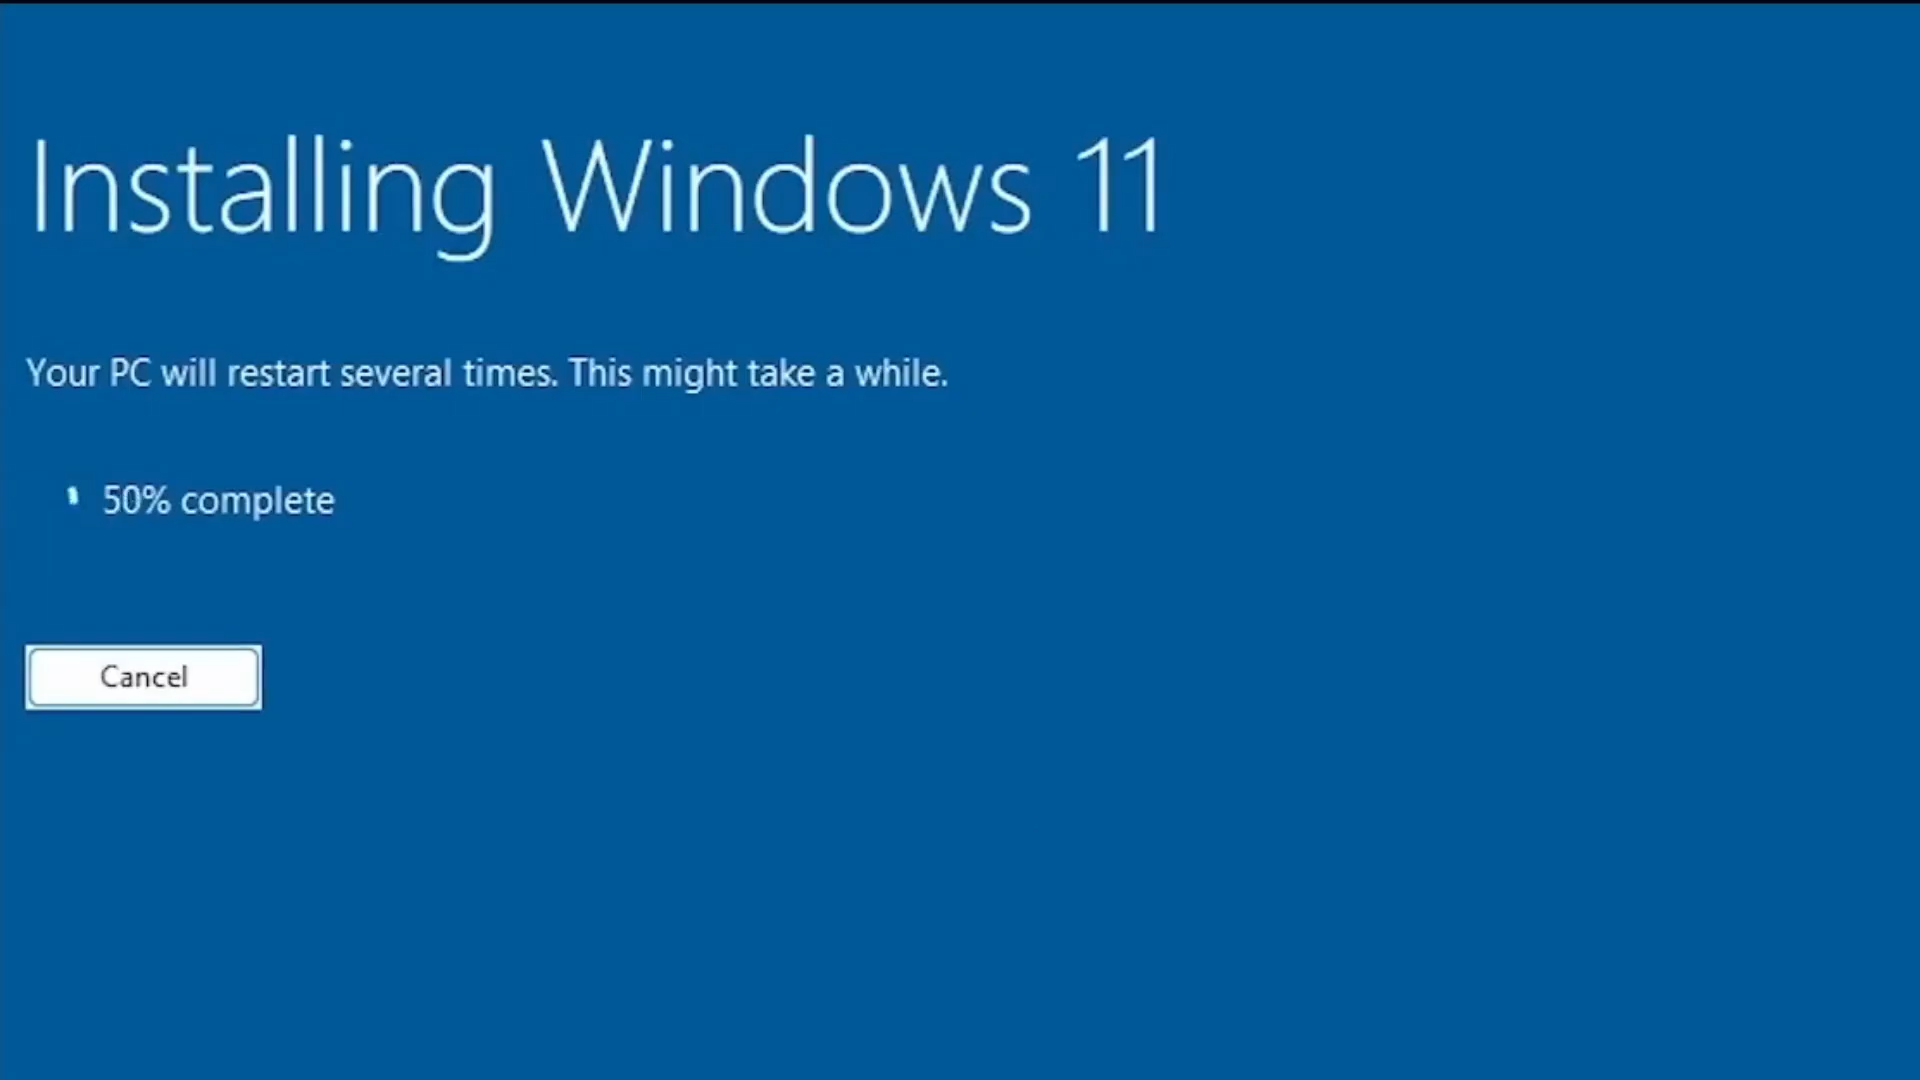 Installing Windows 11
Your PC will restart several times. This might take a while.
50% complete
Cancel